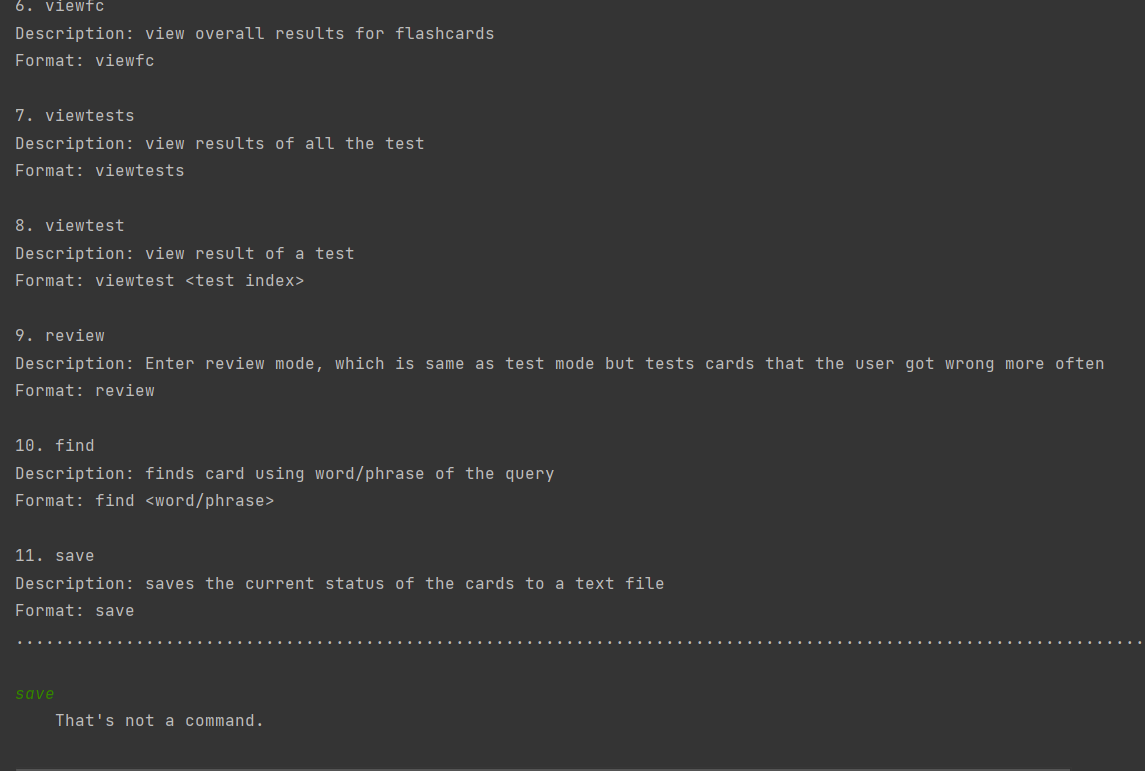 6. viewfc
Description: view overall results for flashcards
Format: viewfc
7. viewtests
Description: view results of all the test
Format: viewtests
8. viewtest
Description: view result of a test
Format: viewtest <test index>
9. review
Description: Enter review mode, which is same as test mode but tests cards that the user got wrong more often
Format: review
10. find
Description: finds card using word/phrase of the query
Format: find <word/phrase>
11. save
Description: saves the current status of the cards to a text file
Format: save
.................................................................................................................
save
That's not a command.